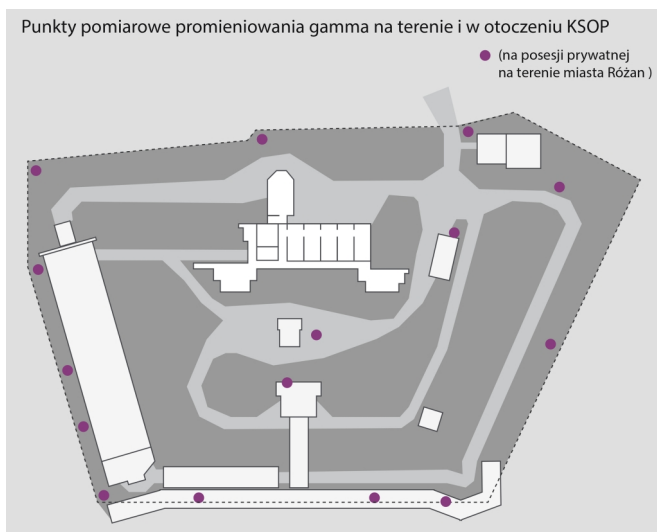 Punkty pomiarowe promieniowania gamma na terenie i w otoczeniu KSOP
(na posesji prywatnej
na terenie miasta Różan )